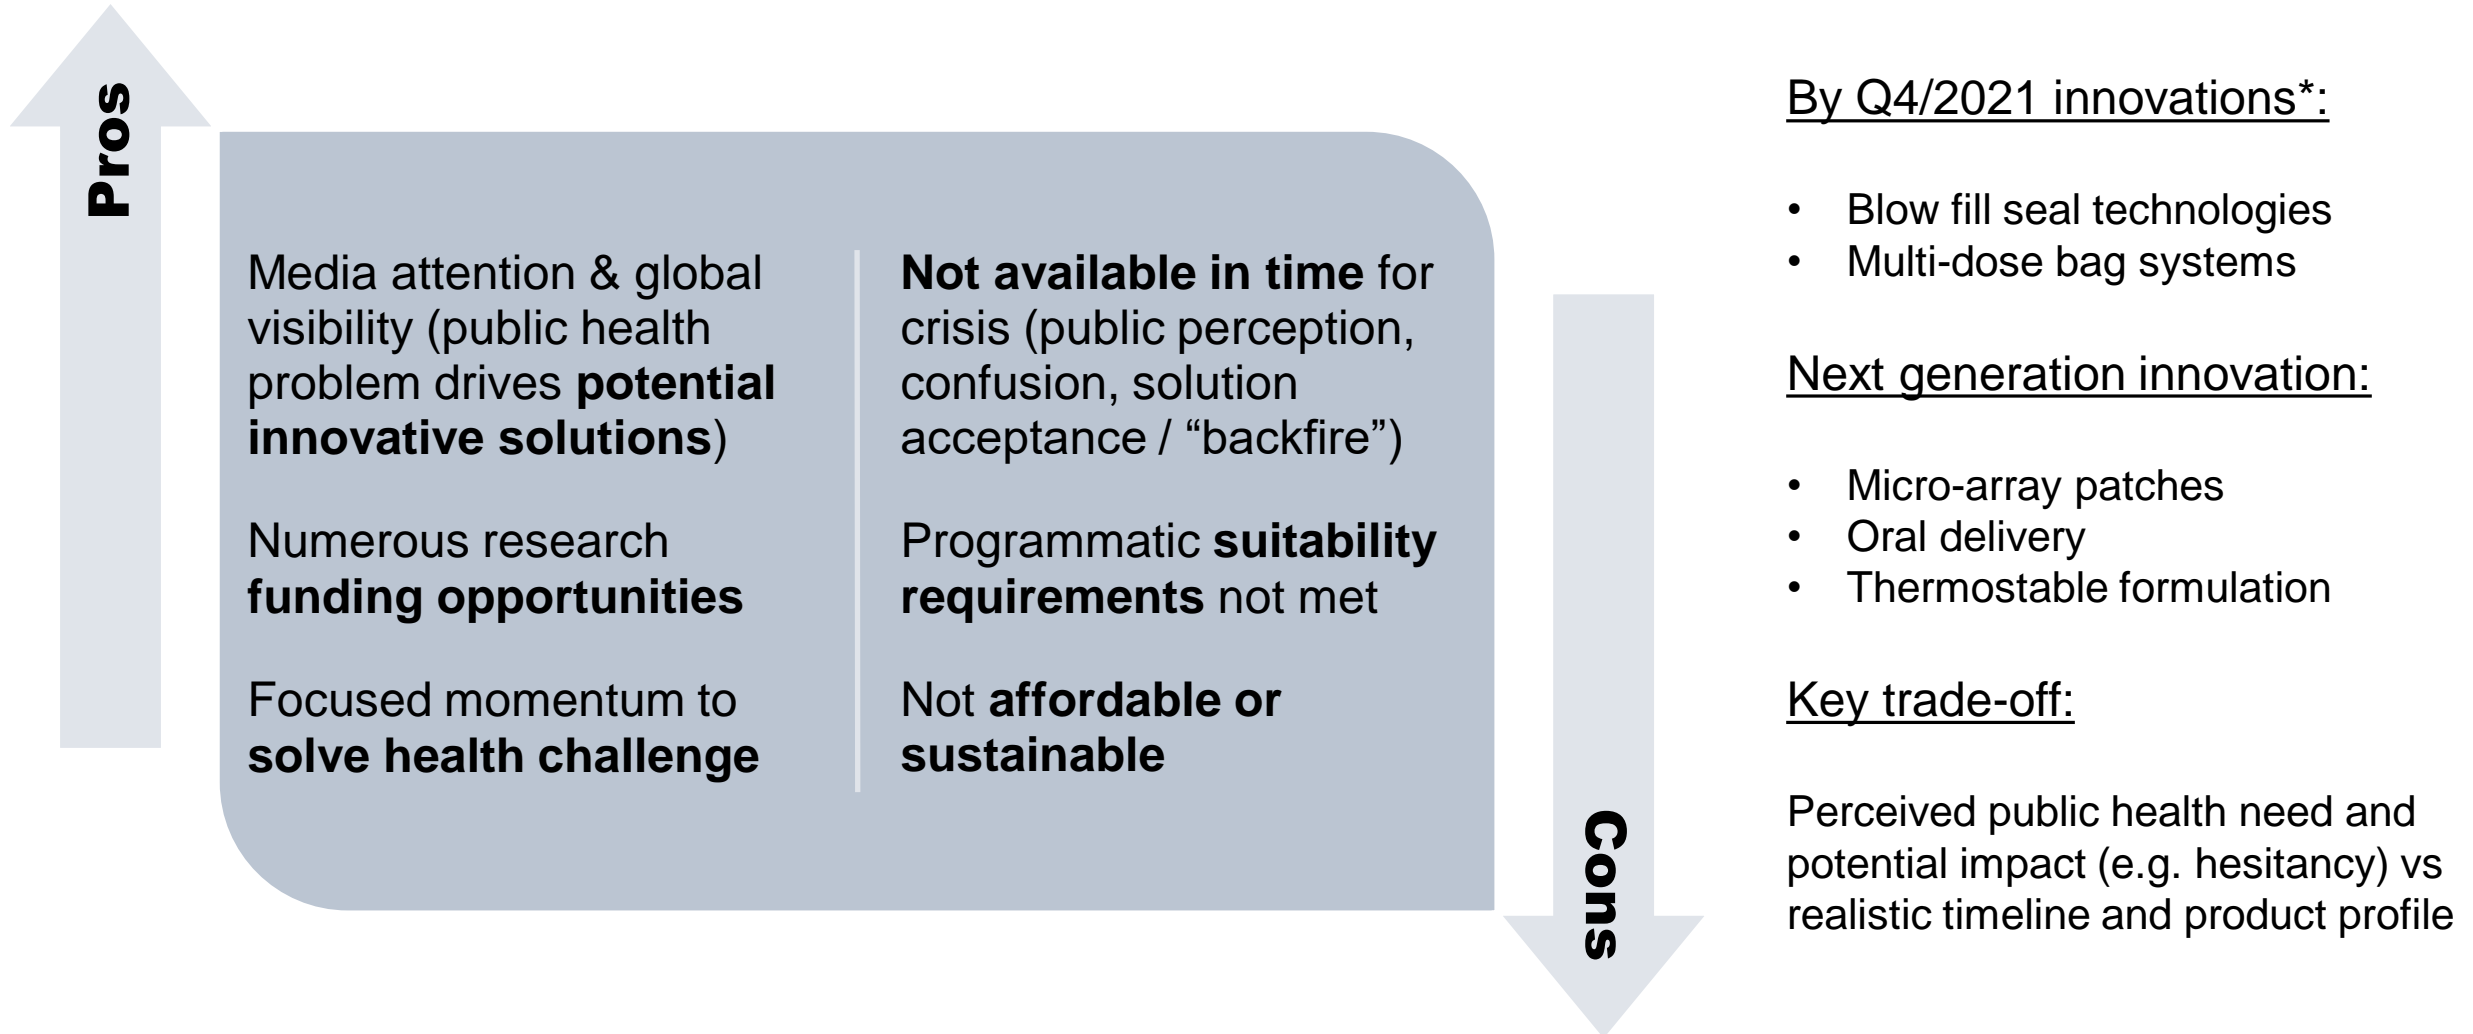 Pros
Media attention & global
visibility (public health
problem drives potential
innovative solutions)
Numerous research
funding opportunities
Focused momentum to
solve health challenge
Not available in time for
crisis (public perception,
confusion, solution
acceptance / “backfire”)
Programmatic suitability
requirements not met
Not affordable or
sustainable
Cons
By Q4/2021 innovations*:
• Blow fill seal technologies
• Multi-dose bag systems
Next generation innovation:
• Micro-array patches
• Oral delivery
• Thermostable formulation
Key trade-off:
Perceived public health need and
potential impact (e.g. hesitancy) vs
realistic timeline and product profile